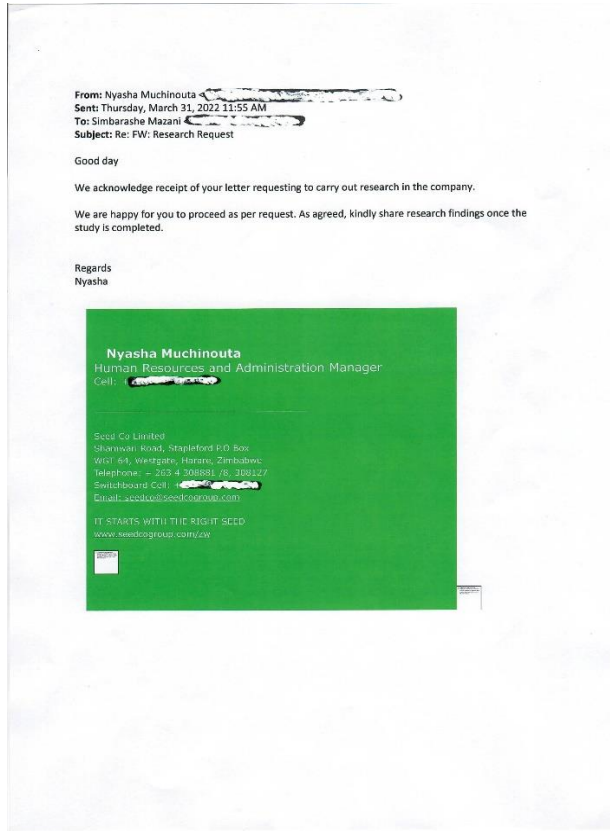 From: Nyasha Muchinouta <
Sent: Thursday, March 31, 2022 11:55 AM
To: Simbarashe Mazani
Subject: Re: FW: Research Request
Good day
We acknowledge receipt of your letter requesting to carry out research in the company.
We are happy for you to proceed as per request. As agreed, kindly share research findings once the
study is completed.
Regards
Nyasha
Nyasha Muchinouta
Human Resources and Administration Manager
Cell: +
Seed Co Limited
Shamwari Road, Stapleford P.O Box
WGT 64, Westgate, Harare, Zimbabwe
Telephone: + 263 4 308881 /8, 308127
Switchboard Cell: +
Email: seedco@seedcogroup.com
IT STARTS WITH THE RIGHT SEED
www.seedcogroup.com/zw